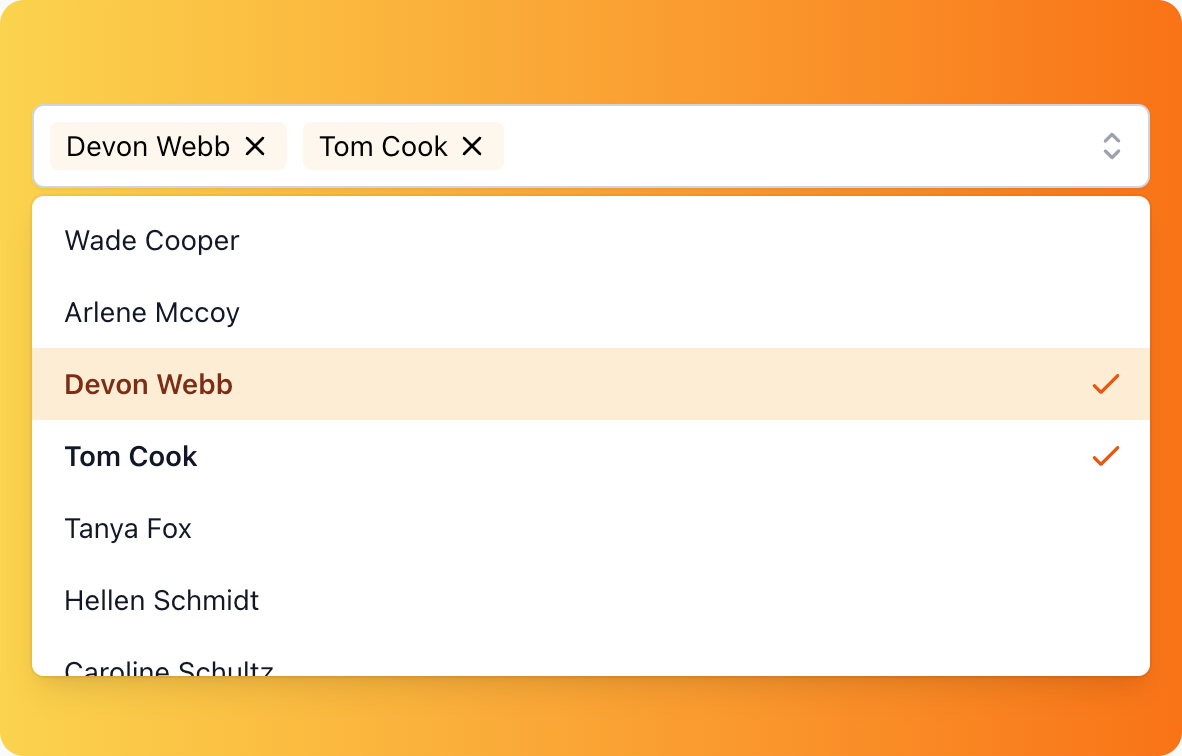 Devon Webb Tom Cook
Wade Cooper
Arlene Mccoy
Devon Webb
Tom Cook
Tanya Fox
Hellen Schmidt
Caroline Schultz